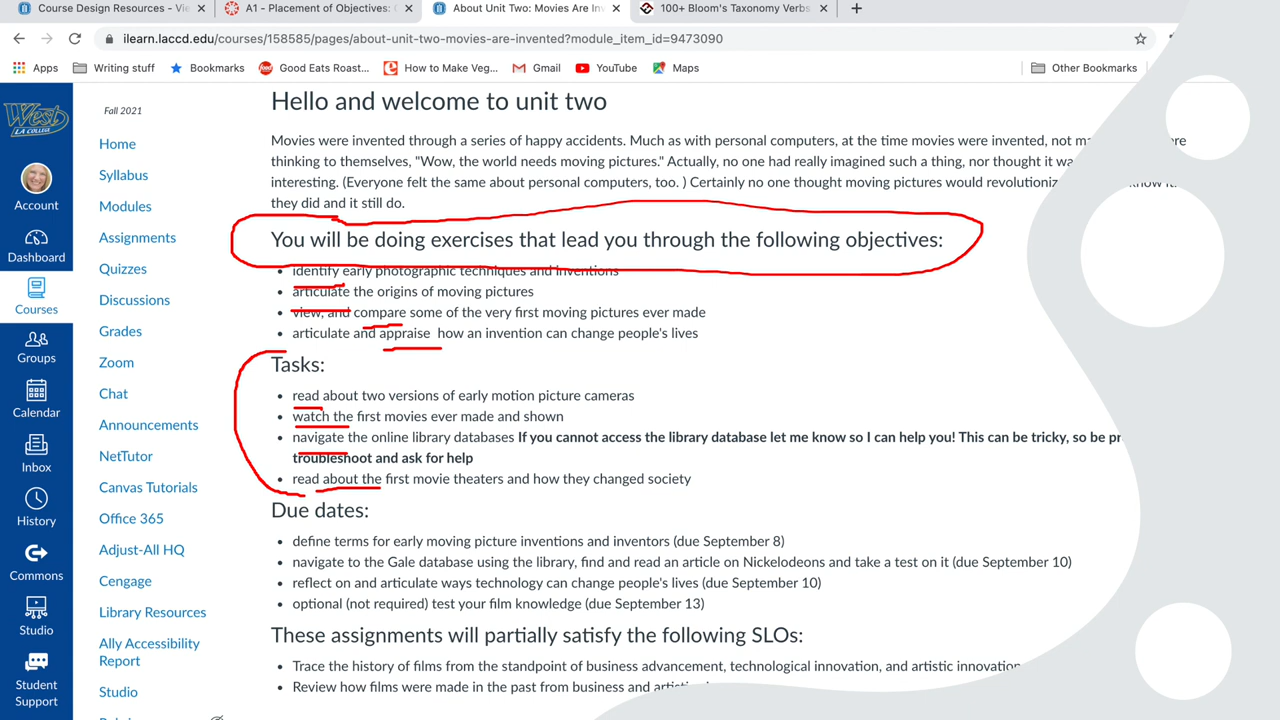 Course Design Resources - Vie
A1 - Placement of Objectives: C
About Unit Two: Movies Are Inv
100+ Bloom's Taxonomy Verbs
ilearn.laccd.edu/courses/158585/pages/about-unit-two-movies-are-invented?module_item_id=9473090
Apps
Writing stuff
Bookmarks
Good Eats Roast...
How to Make Veg...
Gmail
YouTube
Maps
Other Bookmarks
West
LA COLLEGE
Account
Dashboard
Courses
Groups
Calendar
Inbox
History
Commons
Studio
Student
Support
Fall 2021
Home
Syllabus
Modules
Assignments
Quizzes
Discussions
Grades
Zoom
Chat
Announcements
NetTutor
Canvas Tutorials
Office 365
Adjust-All HQ
Cengage
Library Resources
Ally Accessibility
Report
Studio
Hello and welcome to unit two
Movies were invented through a series of happy accidents. Much as with personal computers, at the time movies were invented, not
thinking to themselves, "Wow, the world needs moving pictures." Actually, no one had really imagined such a thing, nor thought it
interesting. (Everyone felt the same about personal computers, too. ) Certainly no one thought moving pictures would
they did and it still do.
You will be doing exercises that lead you through the following objectives:
identify early photographic techniques and inventions
articulate the origins of moving pictures
view, and compare some of the very first moving pictures ever made
articulate and appraise how an invention can change people's lives
Tasks:
read about two versions of early motion picture cameras
watch the first movies ever made and shown
navigate the online library databases If you cannot access the library database let me know so I can help you! This can be tricky, so be
troubleshoot and ask for help
read about the first movie theaters and how they changed society
Due dates:
define terms for early moving picture inventions and inventors (due September 8)
navigate to the Gale database using the library, find and read an article on Nickelodeons and take a test on it (due September 10)
reflect on and articulate ways technology can change people's lives (due September 10)
optional (not required) test your film knowledge (due September 13)
These assignments will partially satisfy the following SLOs:
Trace the history of films from the standpoint of business advancement, technological innovation, and artistic innovation
Review how films were made in the past from business and